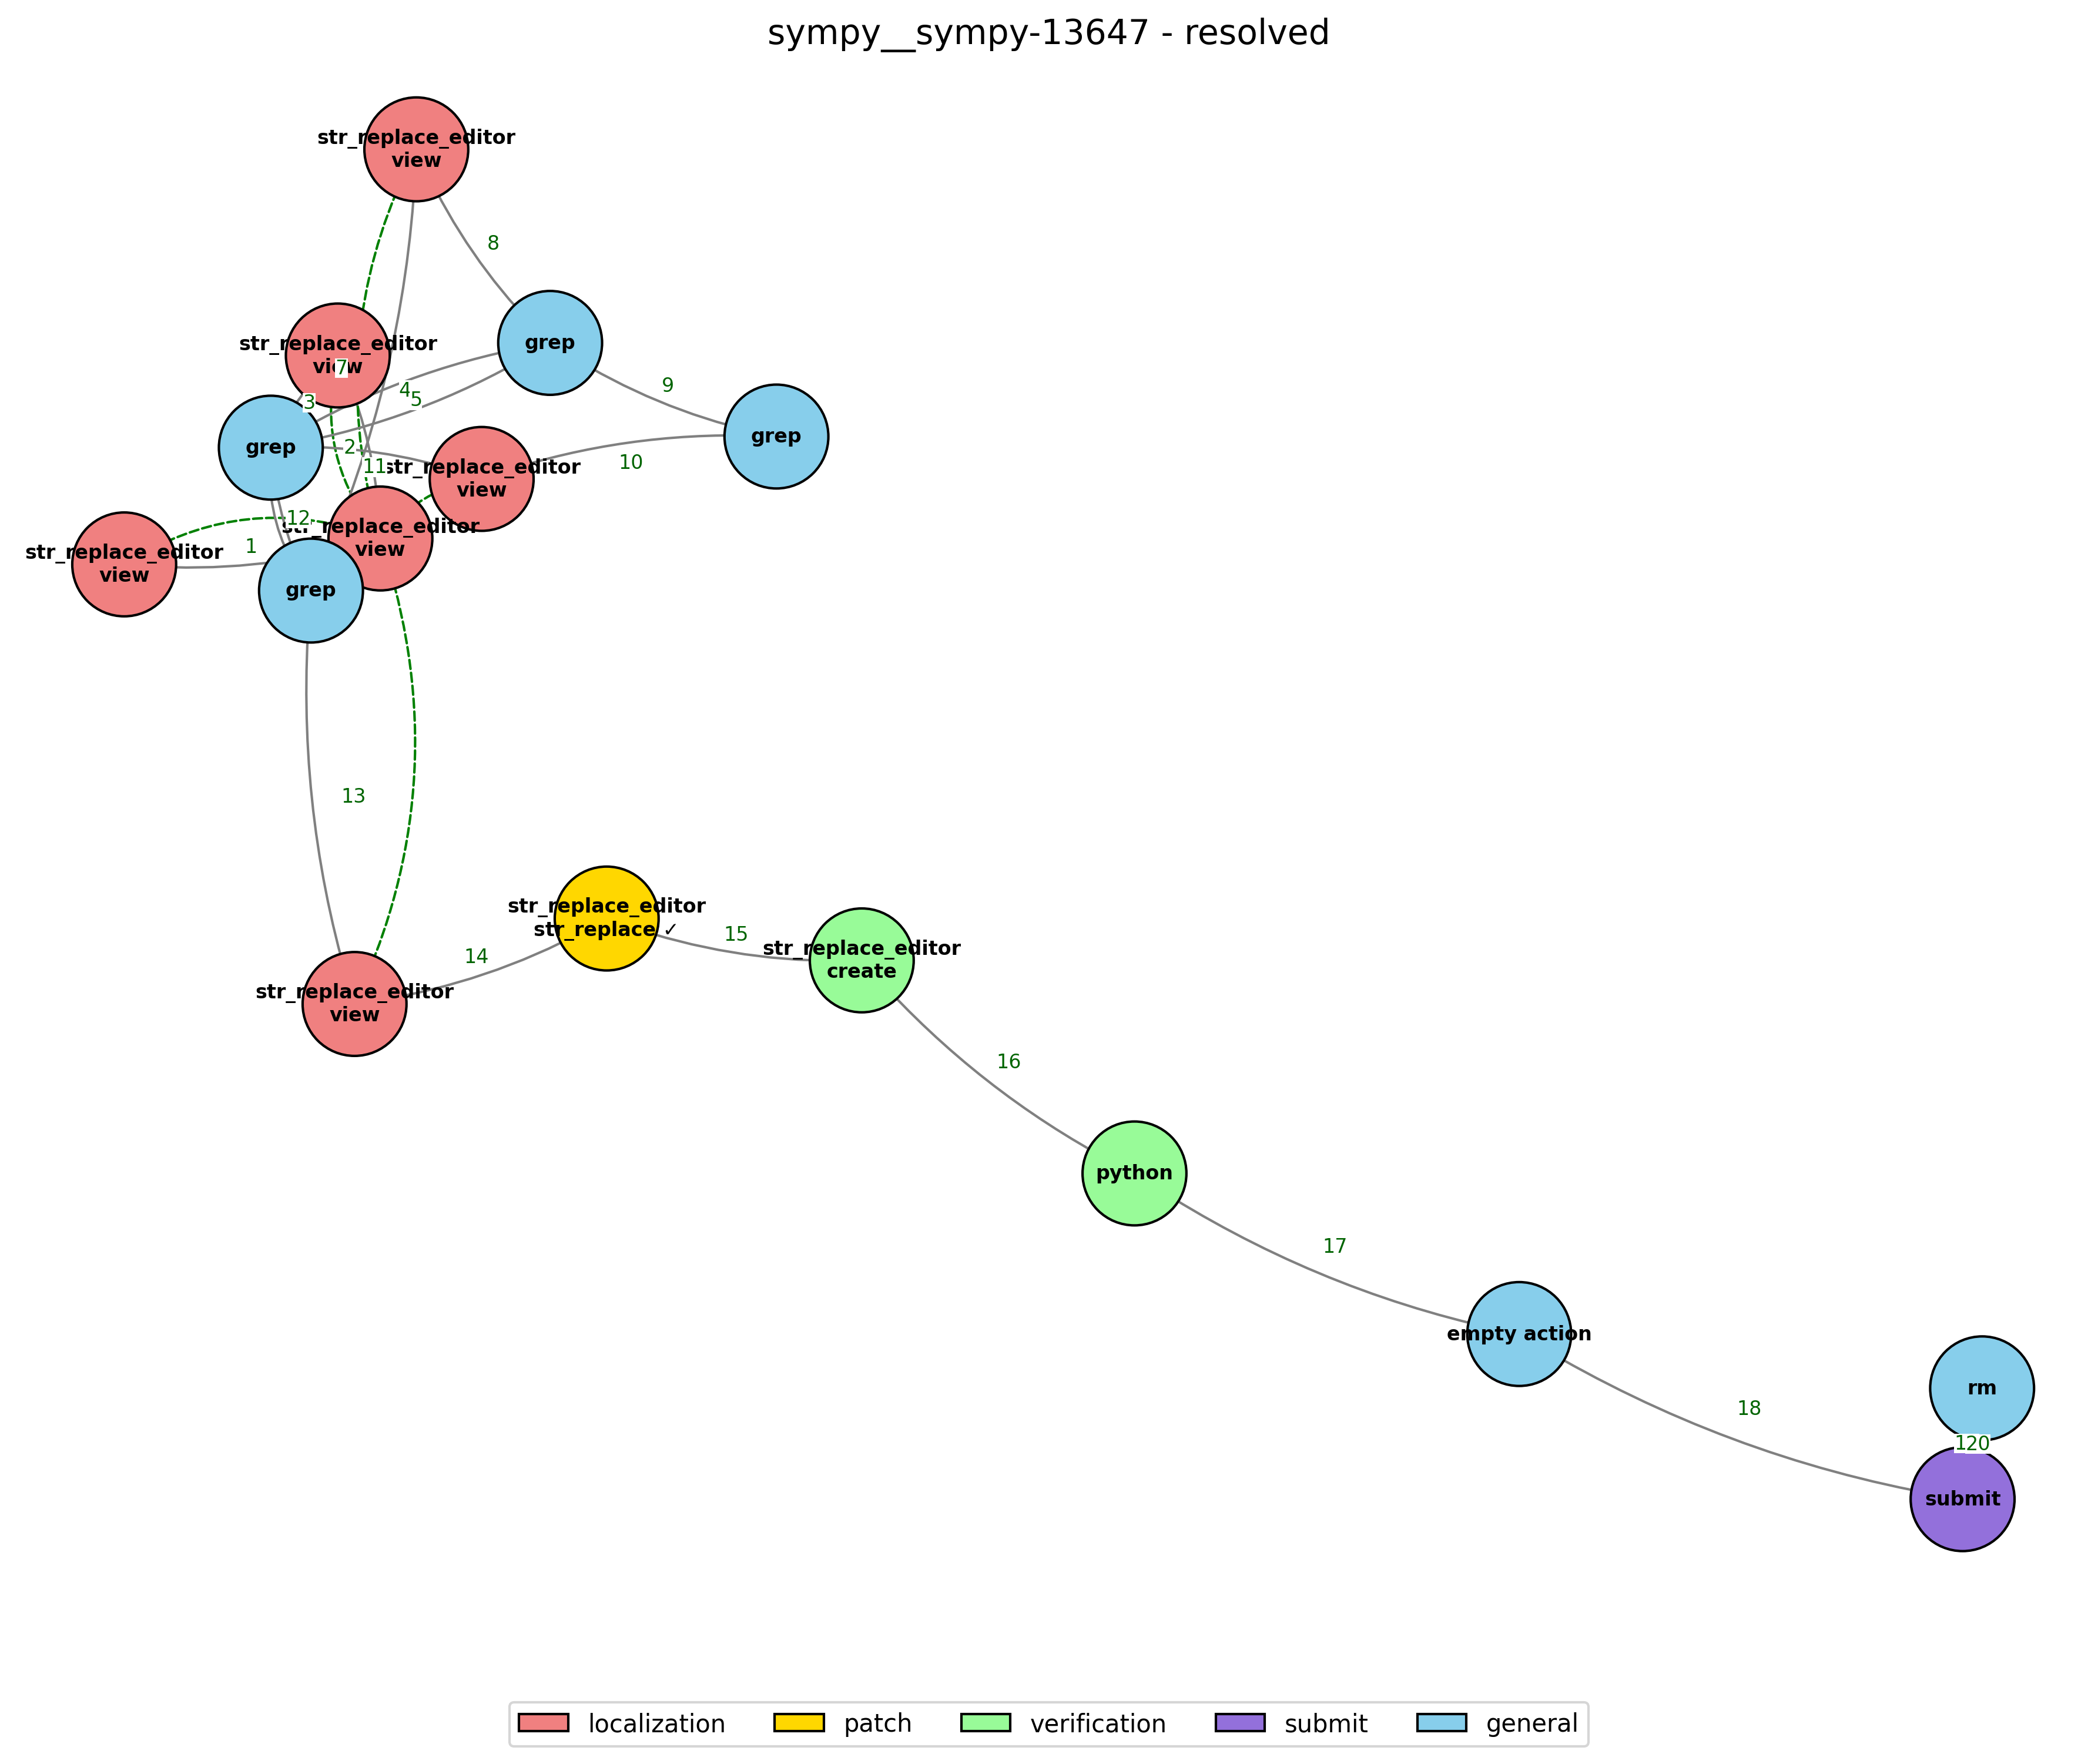 sympy__sympy-13647 - resolved
str_replace_editor
view
8
str_replace_editor
view
7
grep
4
5
9
3
grep
grep
2
11
str_replace_editor
view
10
12
str_replace_editor
view
1
str_replace_editor
view
grep
13
str_replace_editor
str_replace ✓
15
str_replace_editor
create
14
str_replace_editor
view
16
python
17
empty action
rm
18
20
submit
localization
patch
verification
submit
general